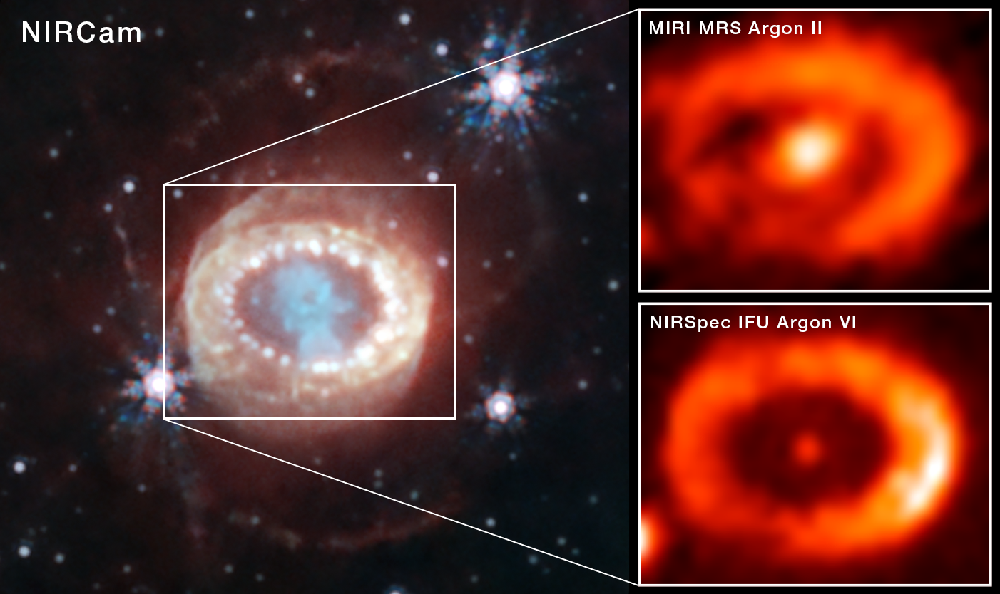 NIRCam
MIRI MRS Argon II
NIRSpec IFU Argon VI